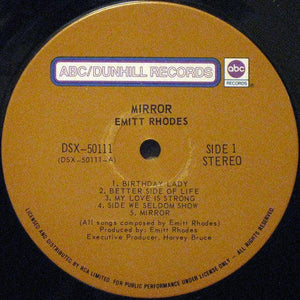 ABC/DUNHILL RECORDS
abc
RECORDS
MIRROR
EMITT RHODES
DSX-50111
(DSX-50111-A)
SIDE 1
STEREO
1. BIRTHDAY LADY
2. BETTER SIDE OF LIFE
3. MY LOVE IS STRONG
4. SIDE WE SELDOM SHOW
5. MIRROR
(All songs composed by Emitt Rhodes)
Produced by: Emitt Rhodes
Executive Producer, Harvey Bruce
LICENSED AND DISTRIBUTED BY RCA LIMITED. FOR PUBLIC PERFORMANCE UNDER APPLICABLE LICENSE ONLY. - ALL RIGHTS RESERVED.